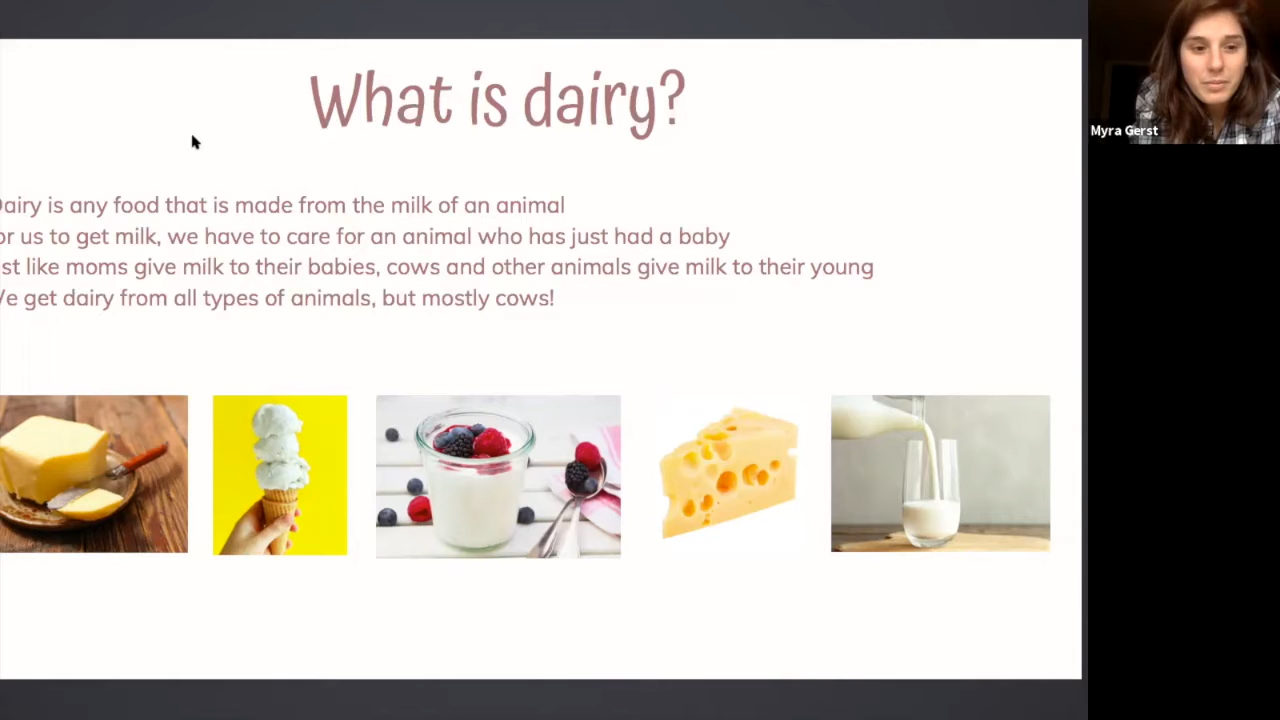 What is dairy?
Dairy is any food that is made from the milk of an animal
or us to get milk, we have to care for an animal who has just had a baby
st like moms give milk to their babies, cows and other animals give milk to their young
We get dairy from all types of animals, but mostly cows!
Myra Gerst